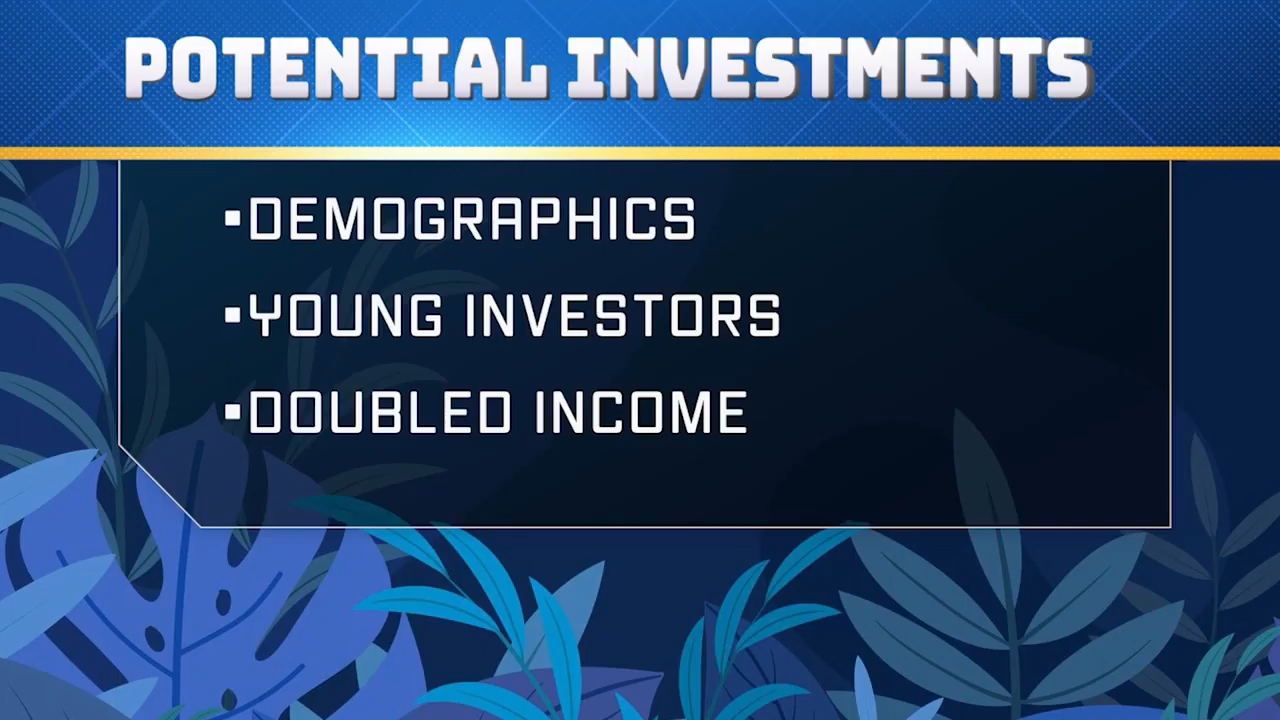 POTENTIAL INVESTMENTS
▪DEMOGRAPHICS
▪YOUNG INVESTORS
▪DOUBLED INCOME